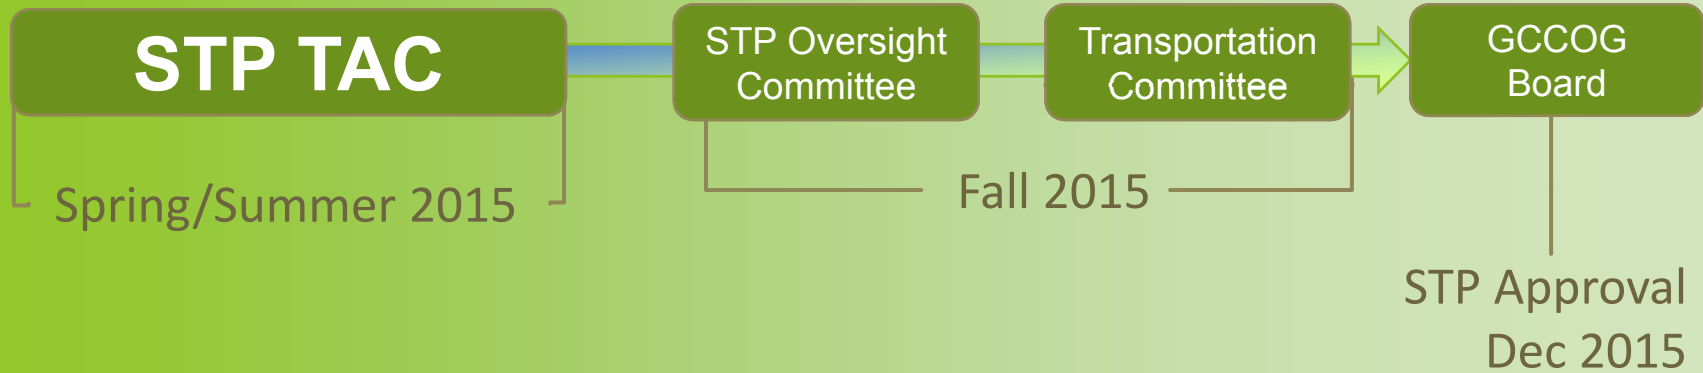 STP TAC
STP Oversight
Committee
Transportation
Committee
GCCOG
Board
Spring/Summer 2015
Fall 2015
STP Approval
Dec 2015